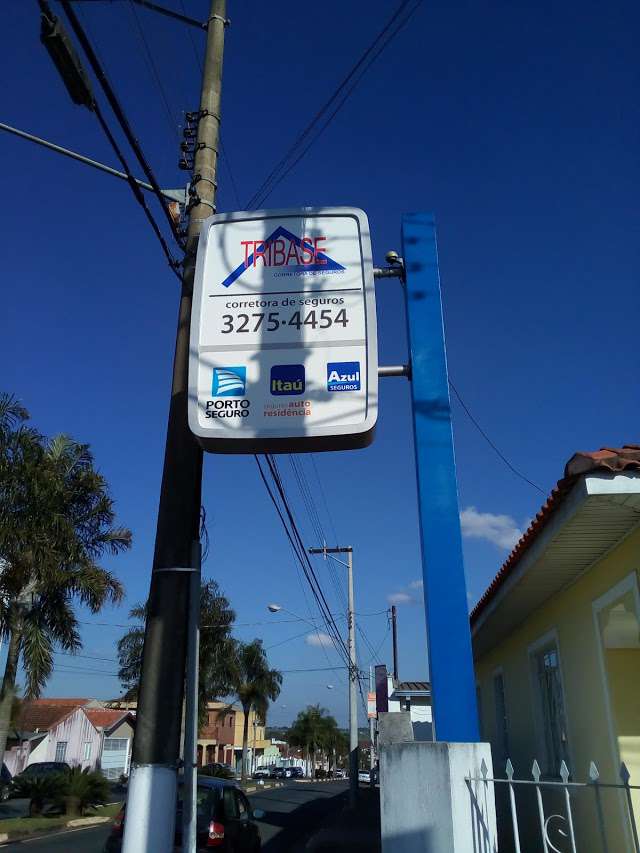 TRIBASE
CORRETORA DE SEGUROS
corretora de seguros
3275·4454
PORTO
SEGURO
Itaú
seguro auto
residência
Azul
SEGUROS